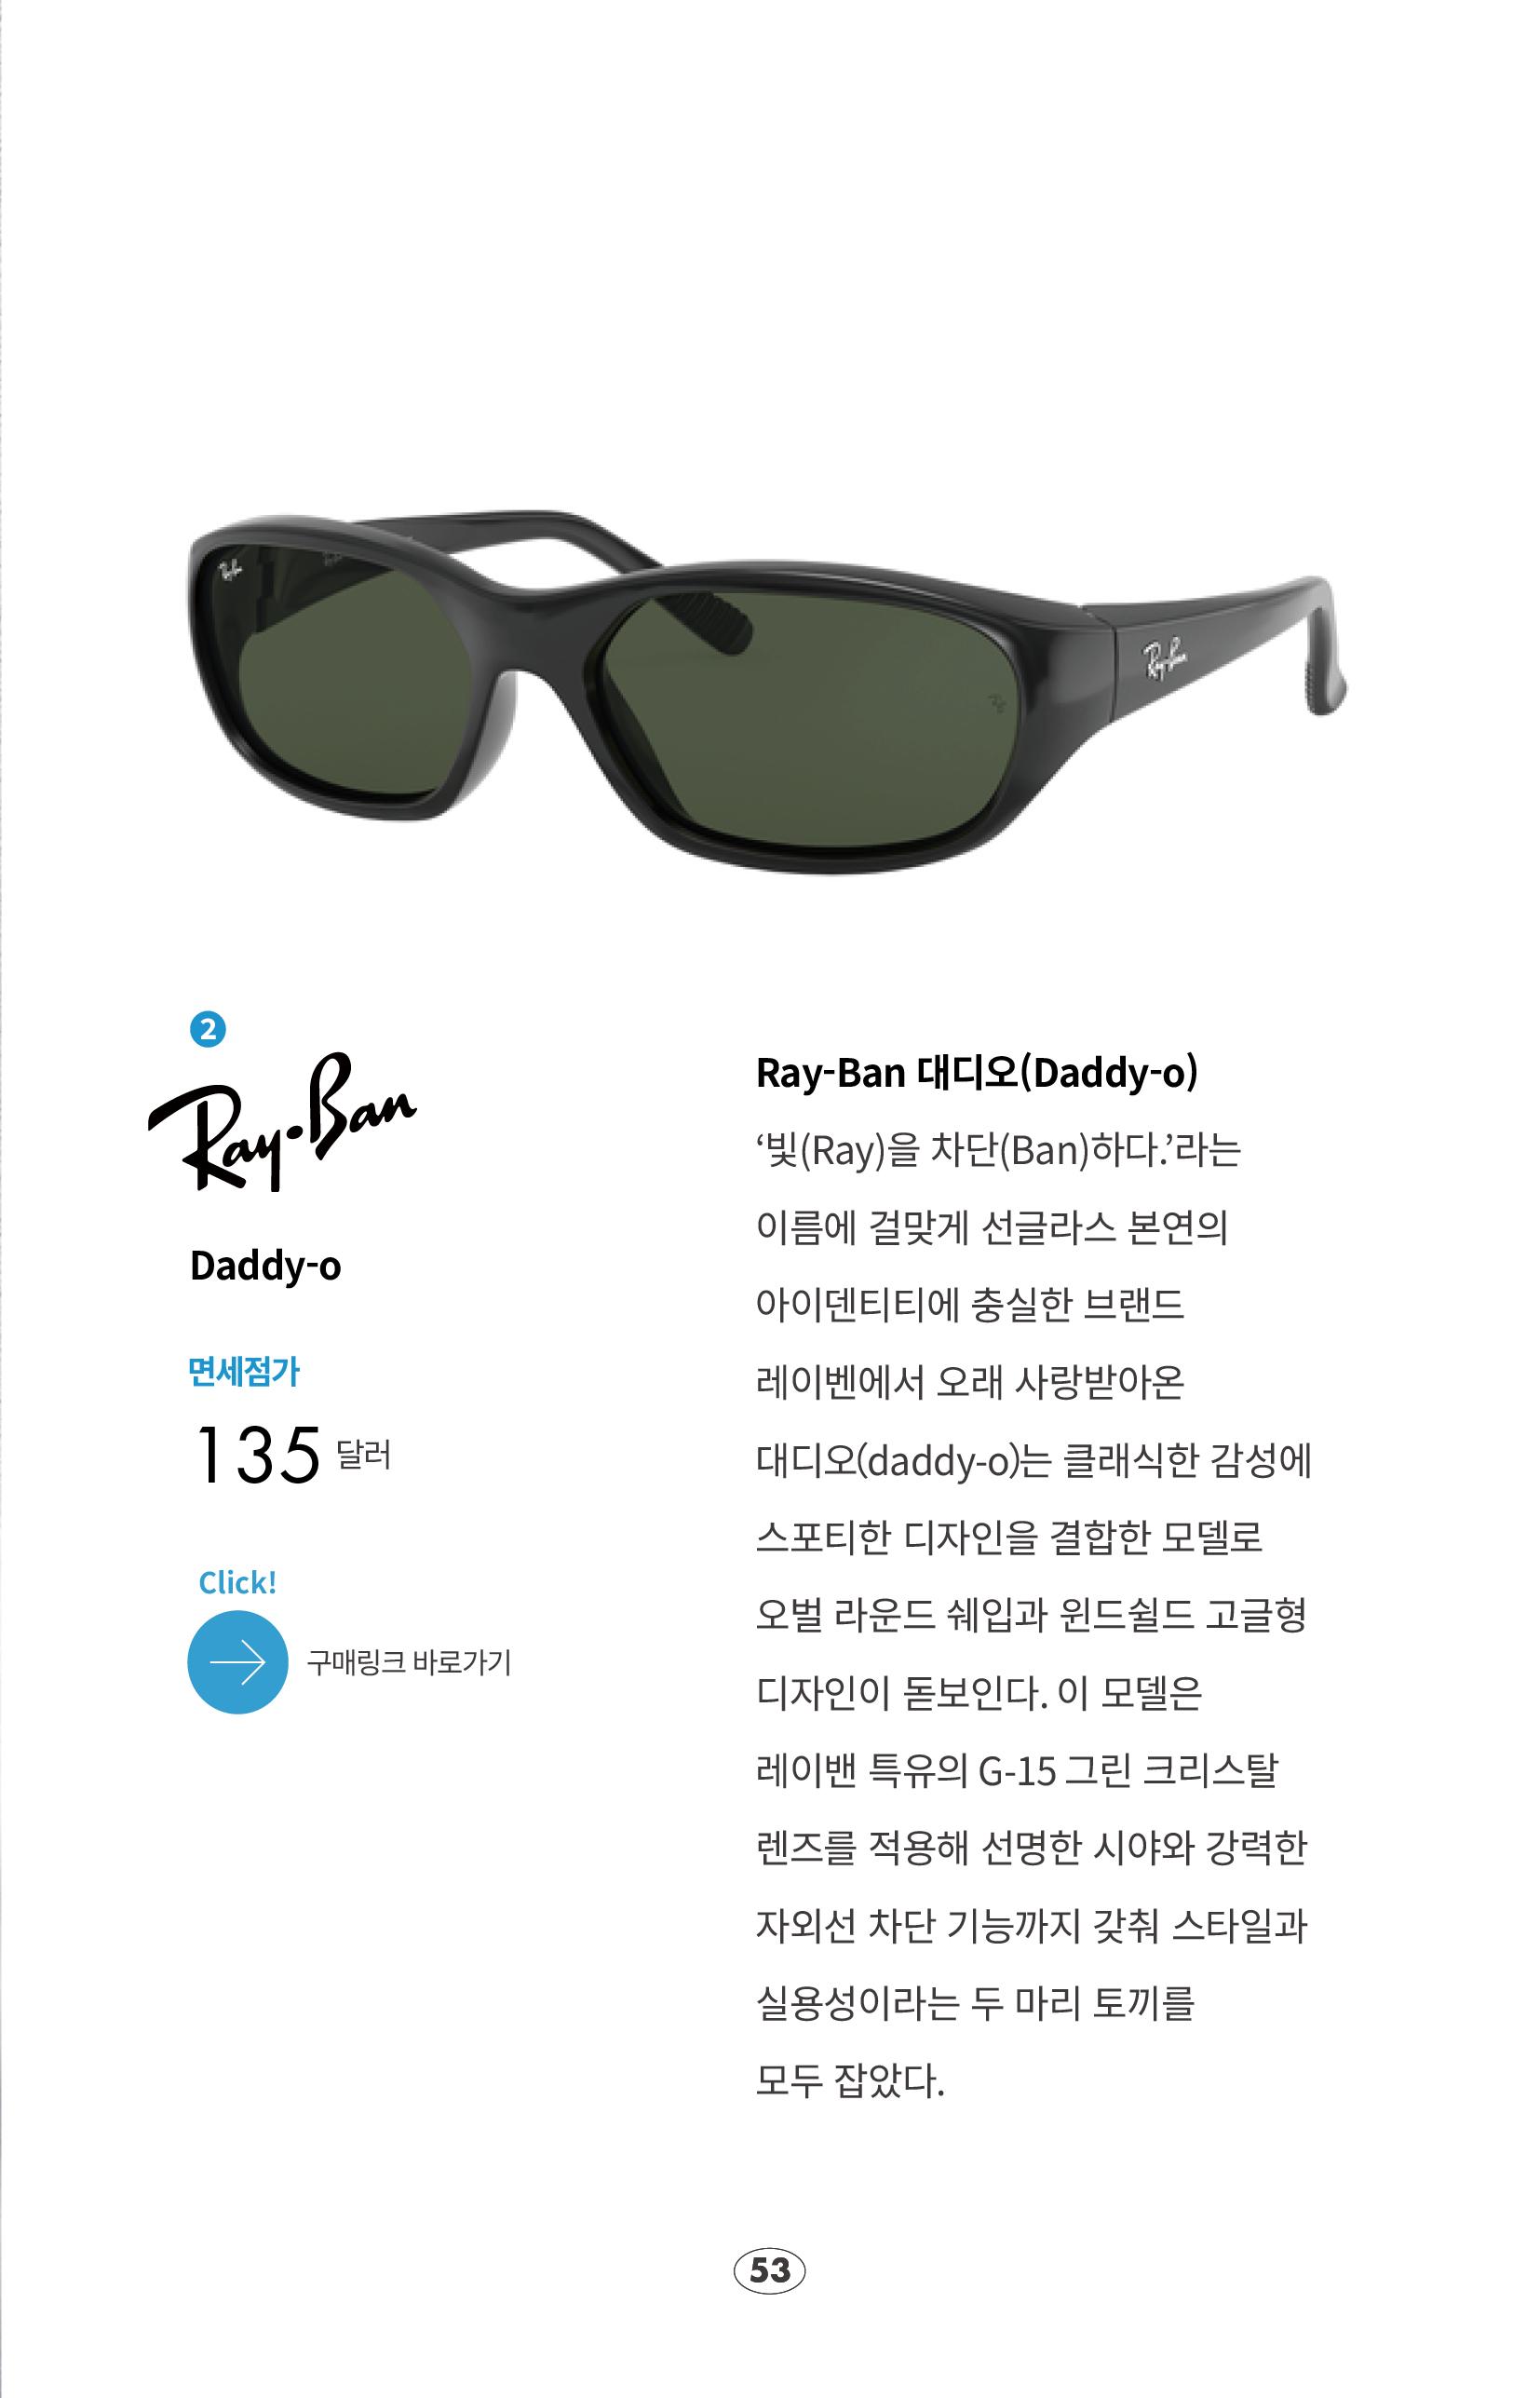 Ray-Ban
Ray-Ban
2
Ray-Ban
Daddy-o
면세점가
135 달러
Click!
구매링크 바로가기
Ray-Ban 대디오(Daddy-o)
‘빛(Ray)을 차단(Ban)하다.’라는
이름에 걸맞게 선글라스 본연의
아이덴티티에 충실한 브랜드
레이벤에서 오래 사랑받아온
대디오(daddy-o)는 클래식한 감성에
스포티한 디자인을 결합한 모델로
오벌 라운드 쉐입과 윈드쉴드 고글형
디자인이 돋보인다. 이 모델은
레이밴 특유의 G-15 그린 크리스탈
렌즈를 적용해 선명한 시야와 강력한
자외선 차단 기능까지 갖춰 스타일과
실용성이라는 두 마리 토끼를
모두 잡았다.
53